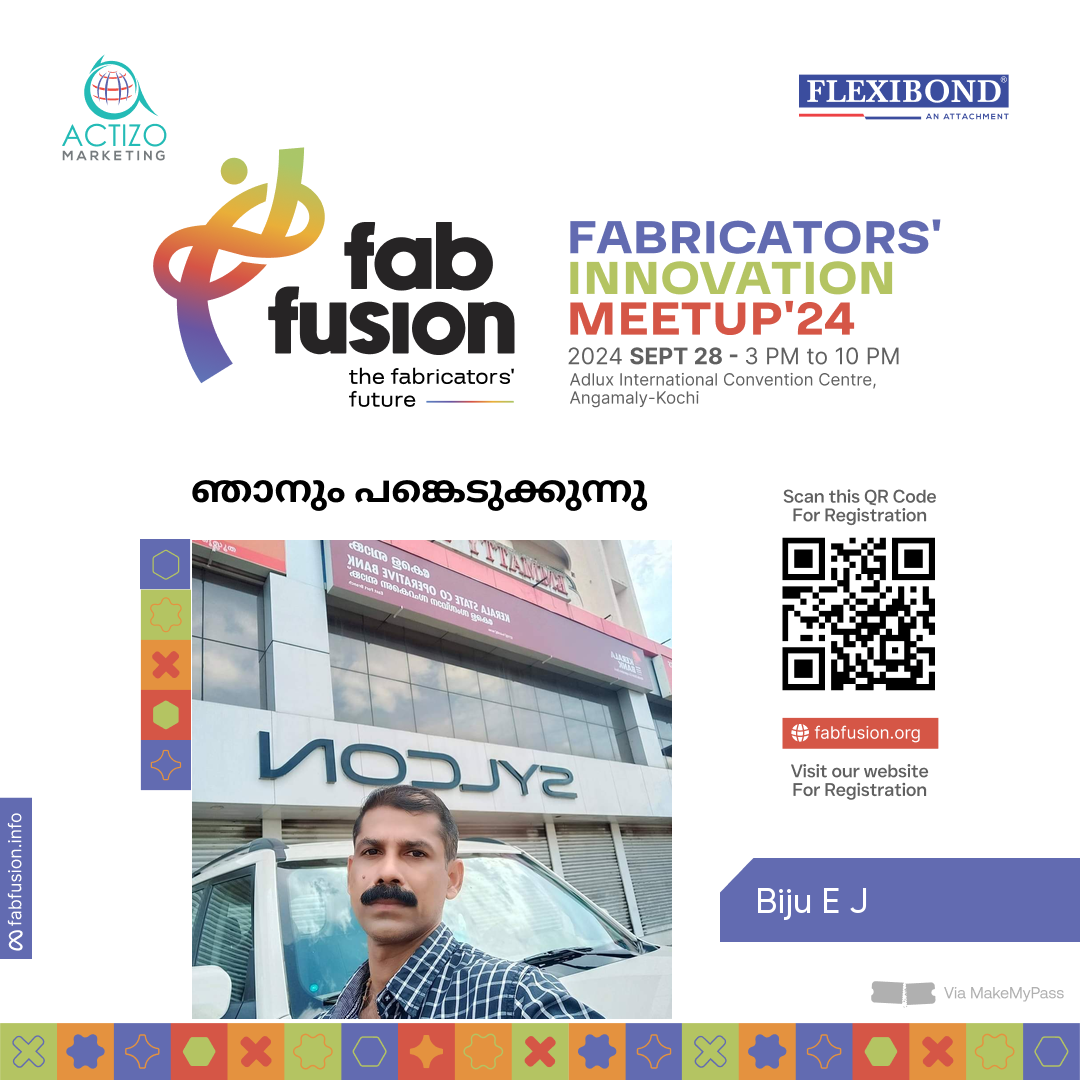 ACTIZO
MARKETING
FLEXIBOND®
AN ATTACHMENT
fab
fusion
the fabricators'
future
FABRICATORS'
INNOVATION
MEETUP'24
2024 SEPT 28 - 3 PM to 10 PM
Adlux International Convention Centre,
Angamaly-Kochi
ഞാനും പങ്കെടുക്കുന്നു
Scan this QR Code
For Registration
KERALA STATE CO OPERATIVE BANK
KERALA
BANK
SYLCON
fabfusion.org
Visit our website
For Registration
fabfusion.info
Biju E J
Via MakeMyPass